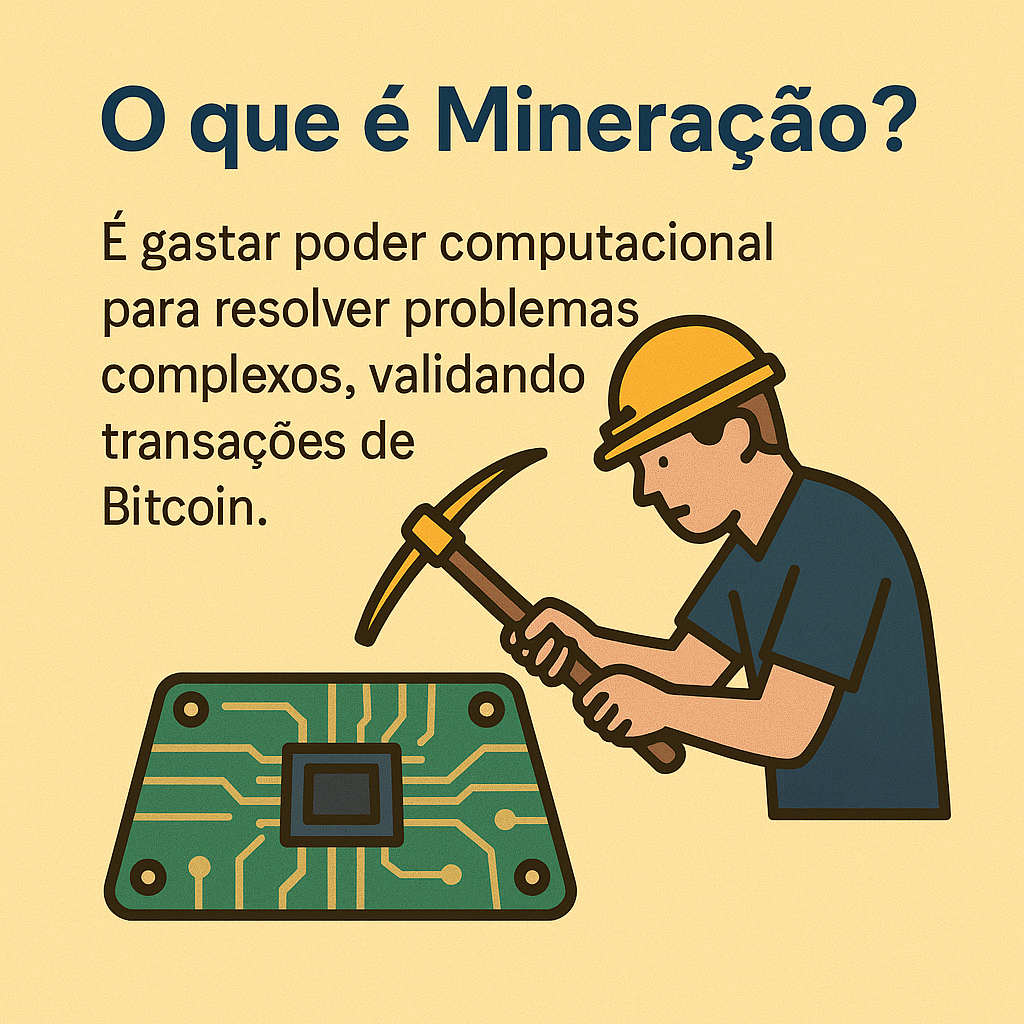 O que é Mineração?
É gastar poder computacional
para resolver problemas
complexos, validando
transações de
Bitcoin.